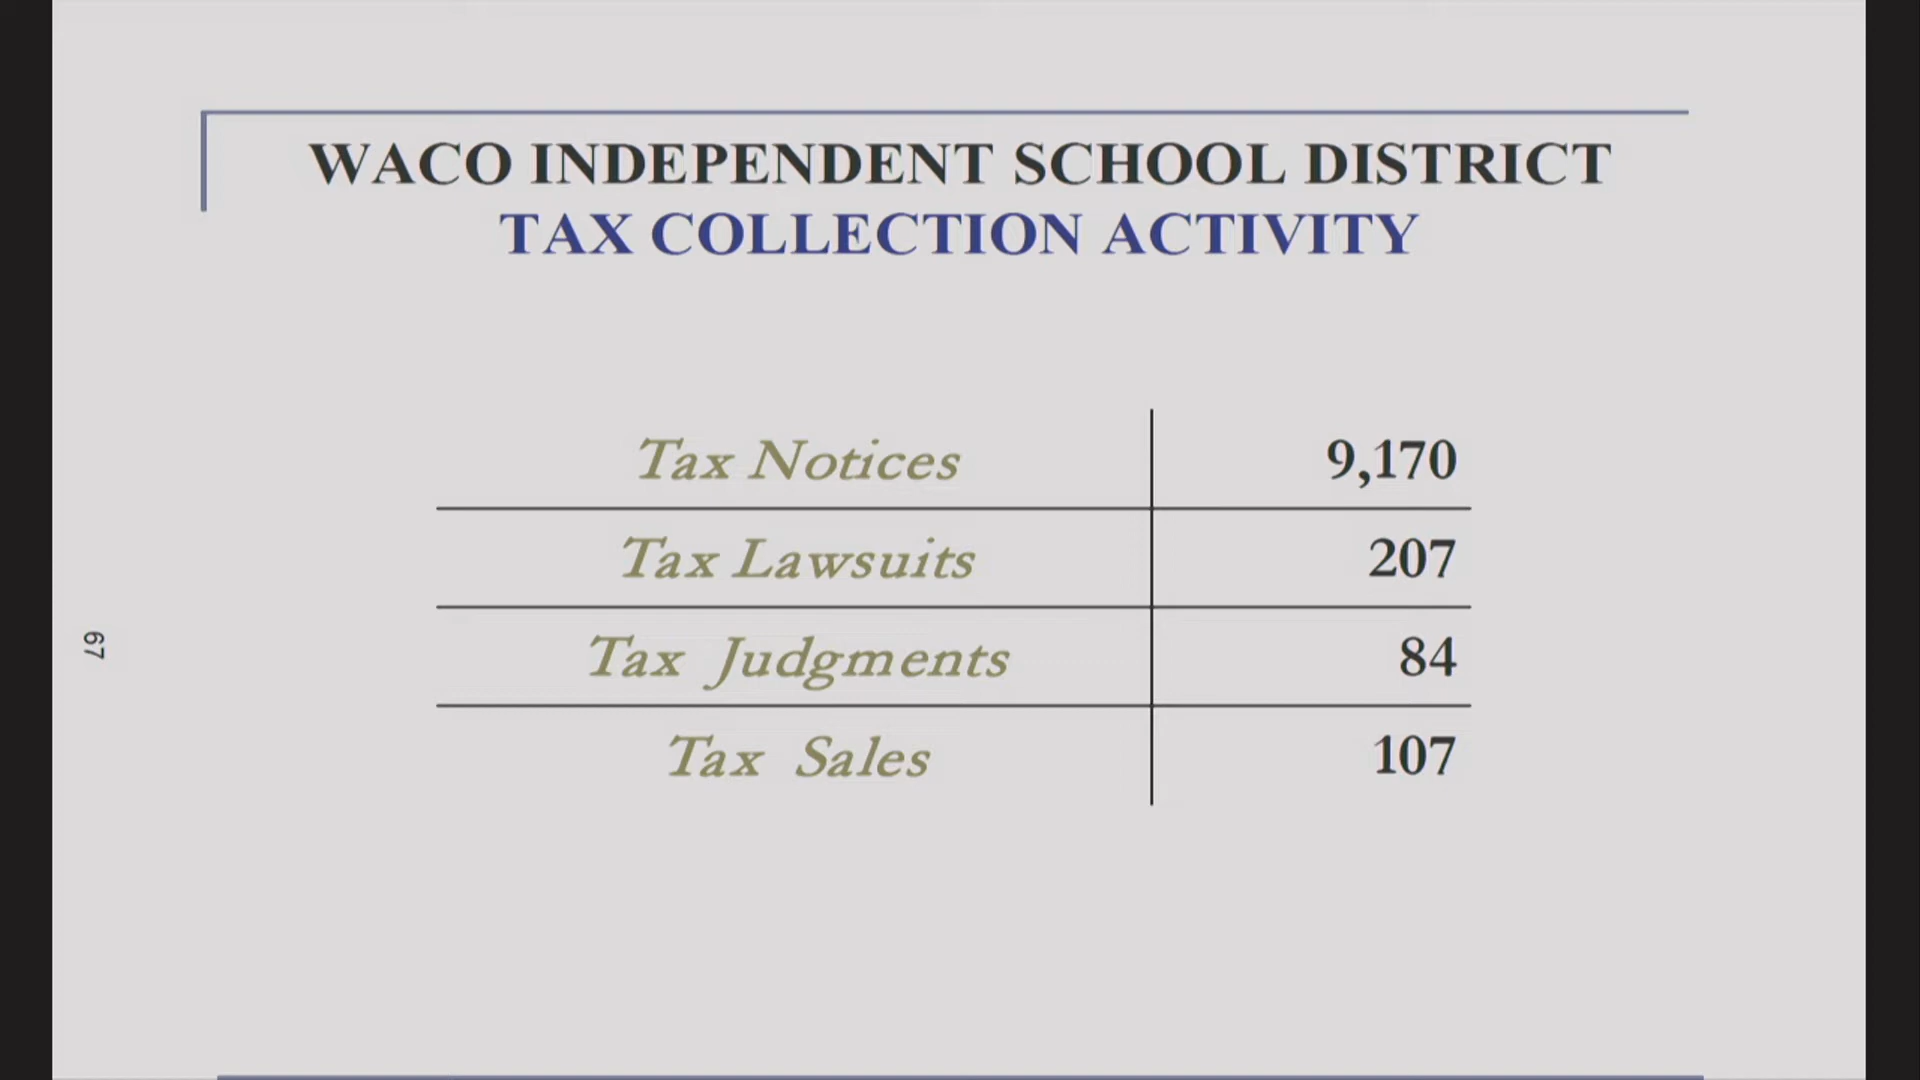 WACO INDEPENDENT SCHOOL DISTRICT
TAX COLLECTION ACTIVITY
Tax Notices 9,170
Tax Lawsuits 207
Tax Judgments 84
Tax Sales 107
67